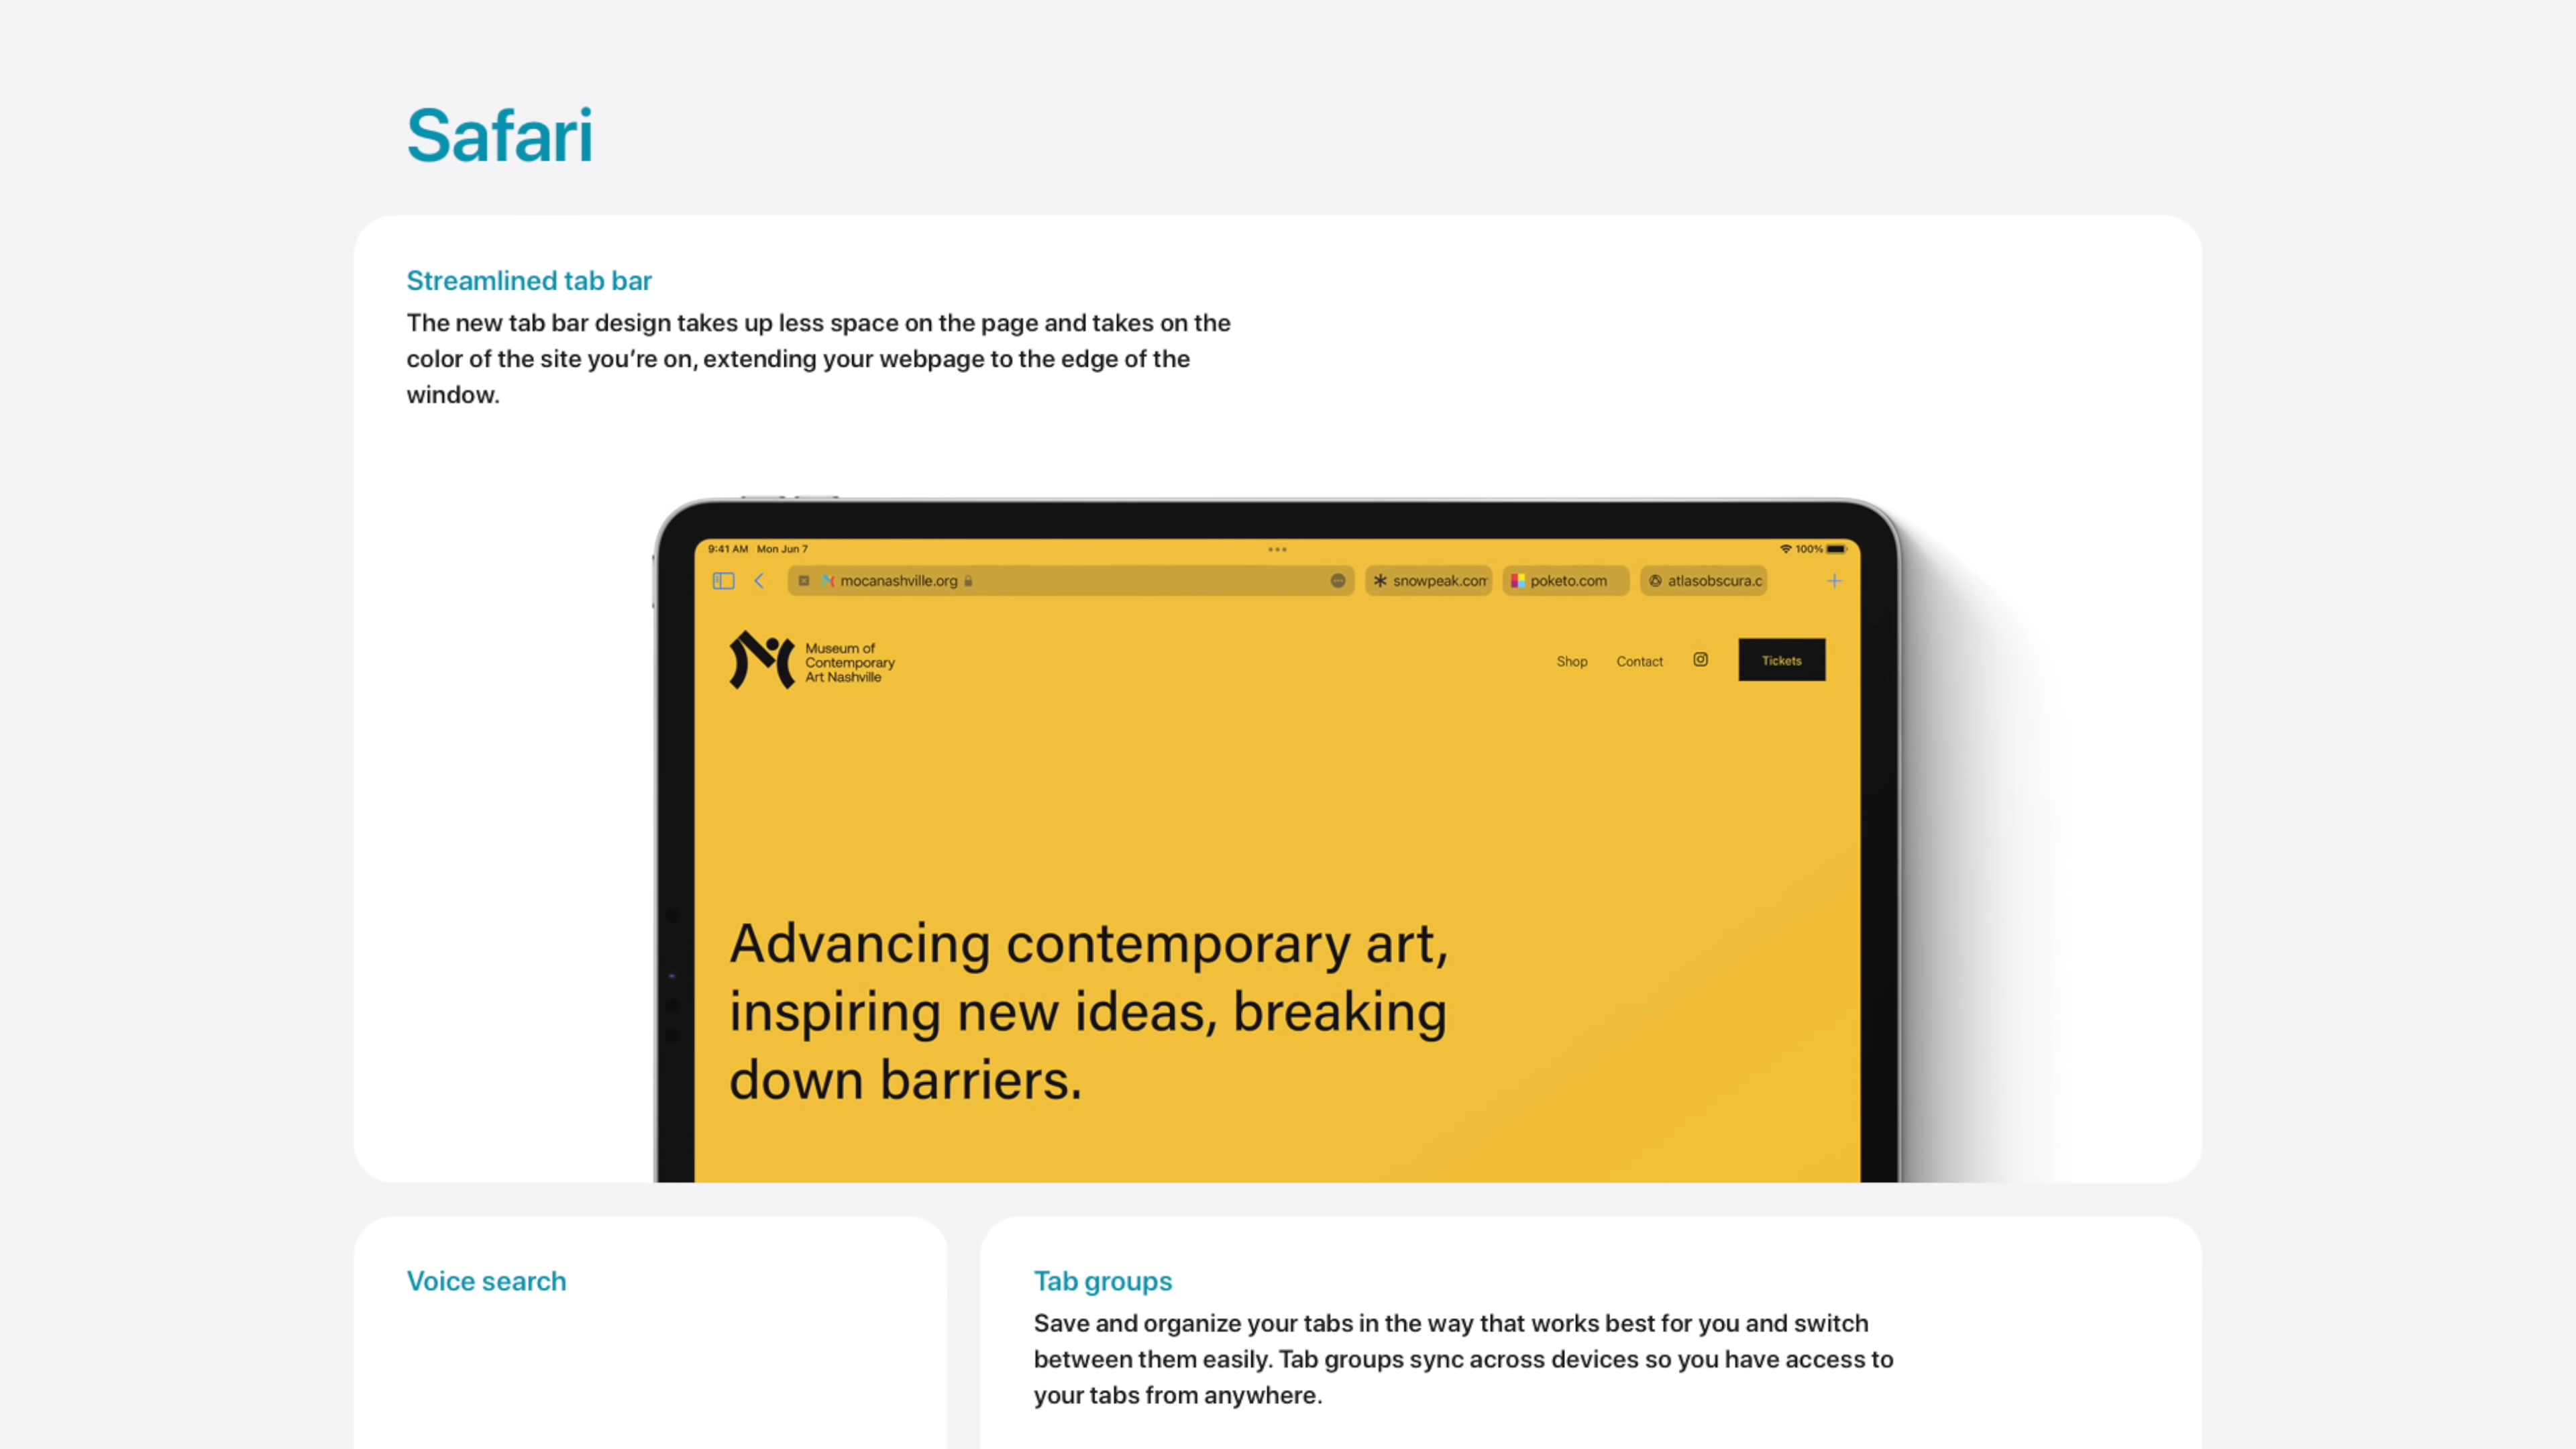 Safari
Streamlined tab bar
The new tab bar design takes up less space on the page and takes on the
color of the site you’re on, extending your webpage to the edge of the
window.
9:41 AM Mon Jun 7
100%
mocanashville.org
snowpeak.com
poketo.com
atlasobscura.c
Museum of
Contemporary
Art Nashville
Shop
Contact
Tickets
Advancing contemporary art,
inspiring new ideas, breaking
down barriers.
Voice search
Tab groups
Save and organize your tabs in the way that works best for you and switch
between them easily. Tab groups sync across devices so you have access to
your tabs from anywhere.